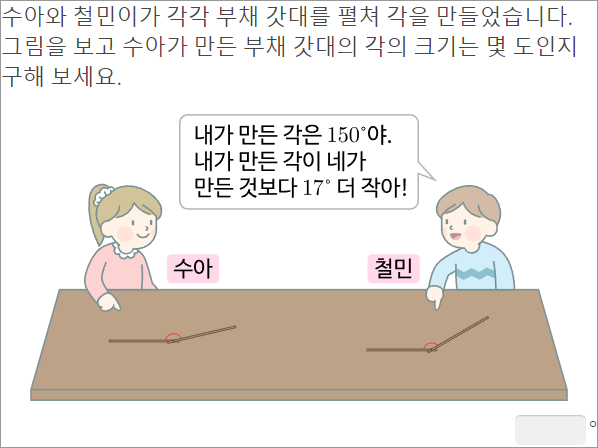 수아와 철민이가 각각 부채 갓대를 펼쳐 각을 만들었습니다.
그림을 보고 수아가 만든 부채 갓대의 각의 크기는 몇 도인지
구해 보세요.
내가 만든 각은 150°야.
내가 만든 각이 네가
만든 것보다 17° 더 작아!
수아
철민
°